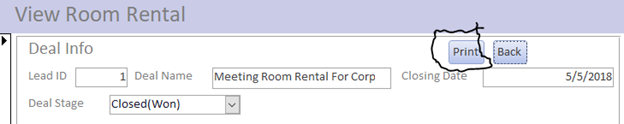 View Room Rental
Deal Info Print Back
Lead ID 1 Deal Name Meeting Room Rental For Corp Closing Date 5/5/2018
Deal Stage Closed(Won)